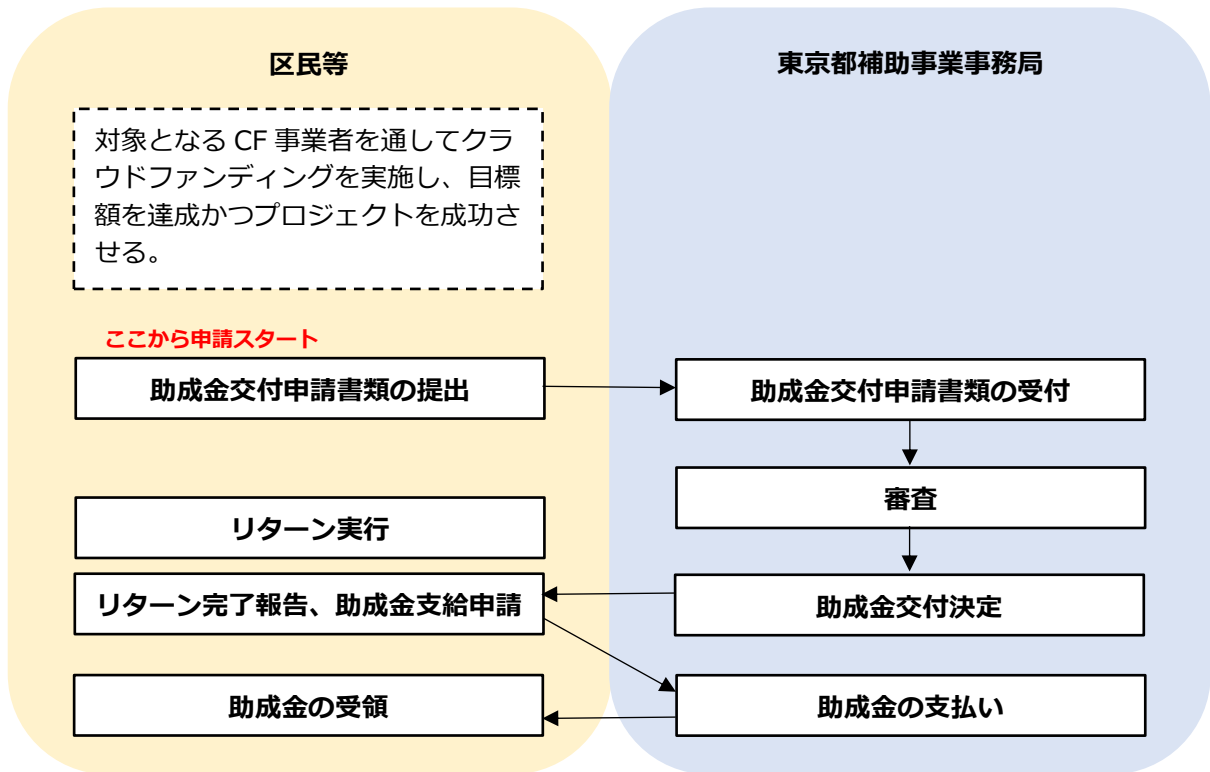 区民等
東京都補助事業事務局
対象となる CF 事業者を通してクラ
ウドファンディングを実施し、目標
額を達成かつプロジェクトを成功さ
せる。
ここから申請スタート
助成金交付申請書類の提出
助成金交付申請書類の受付
審査
リターン実行
リターン完了報告、助成金支給申請
助成金交付決定
助成金の受領
助成金の支払い